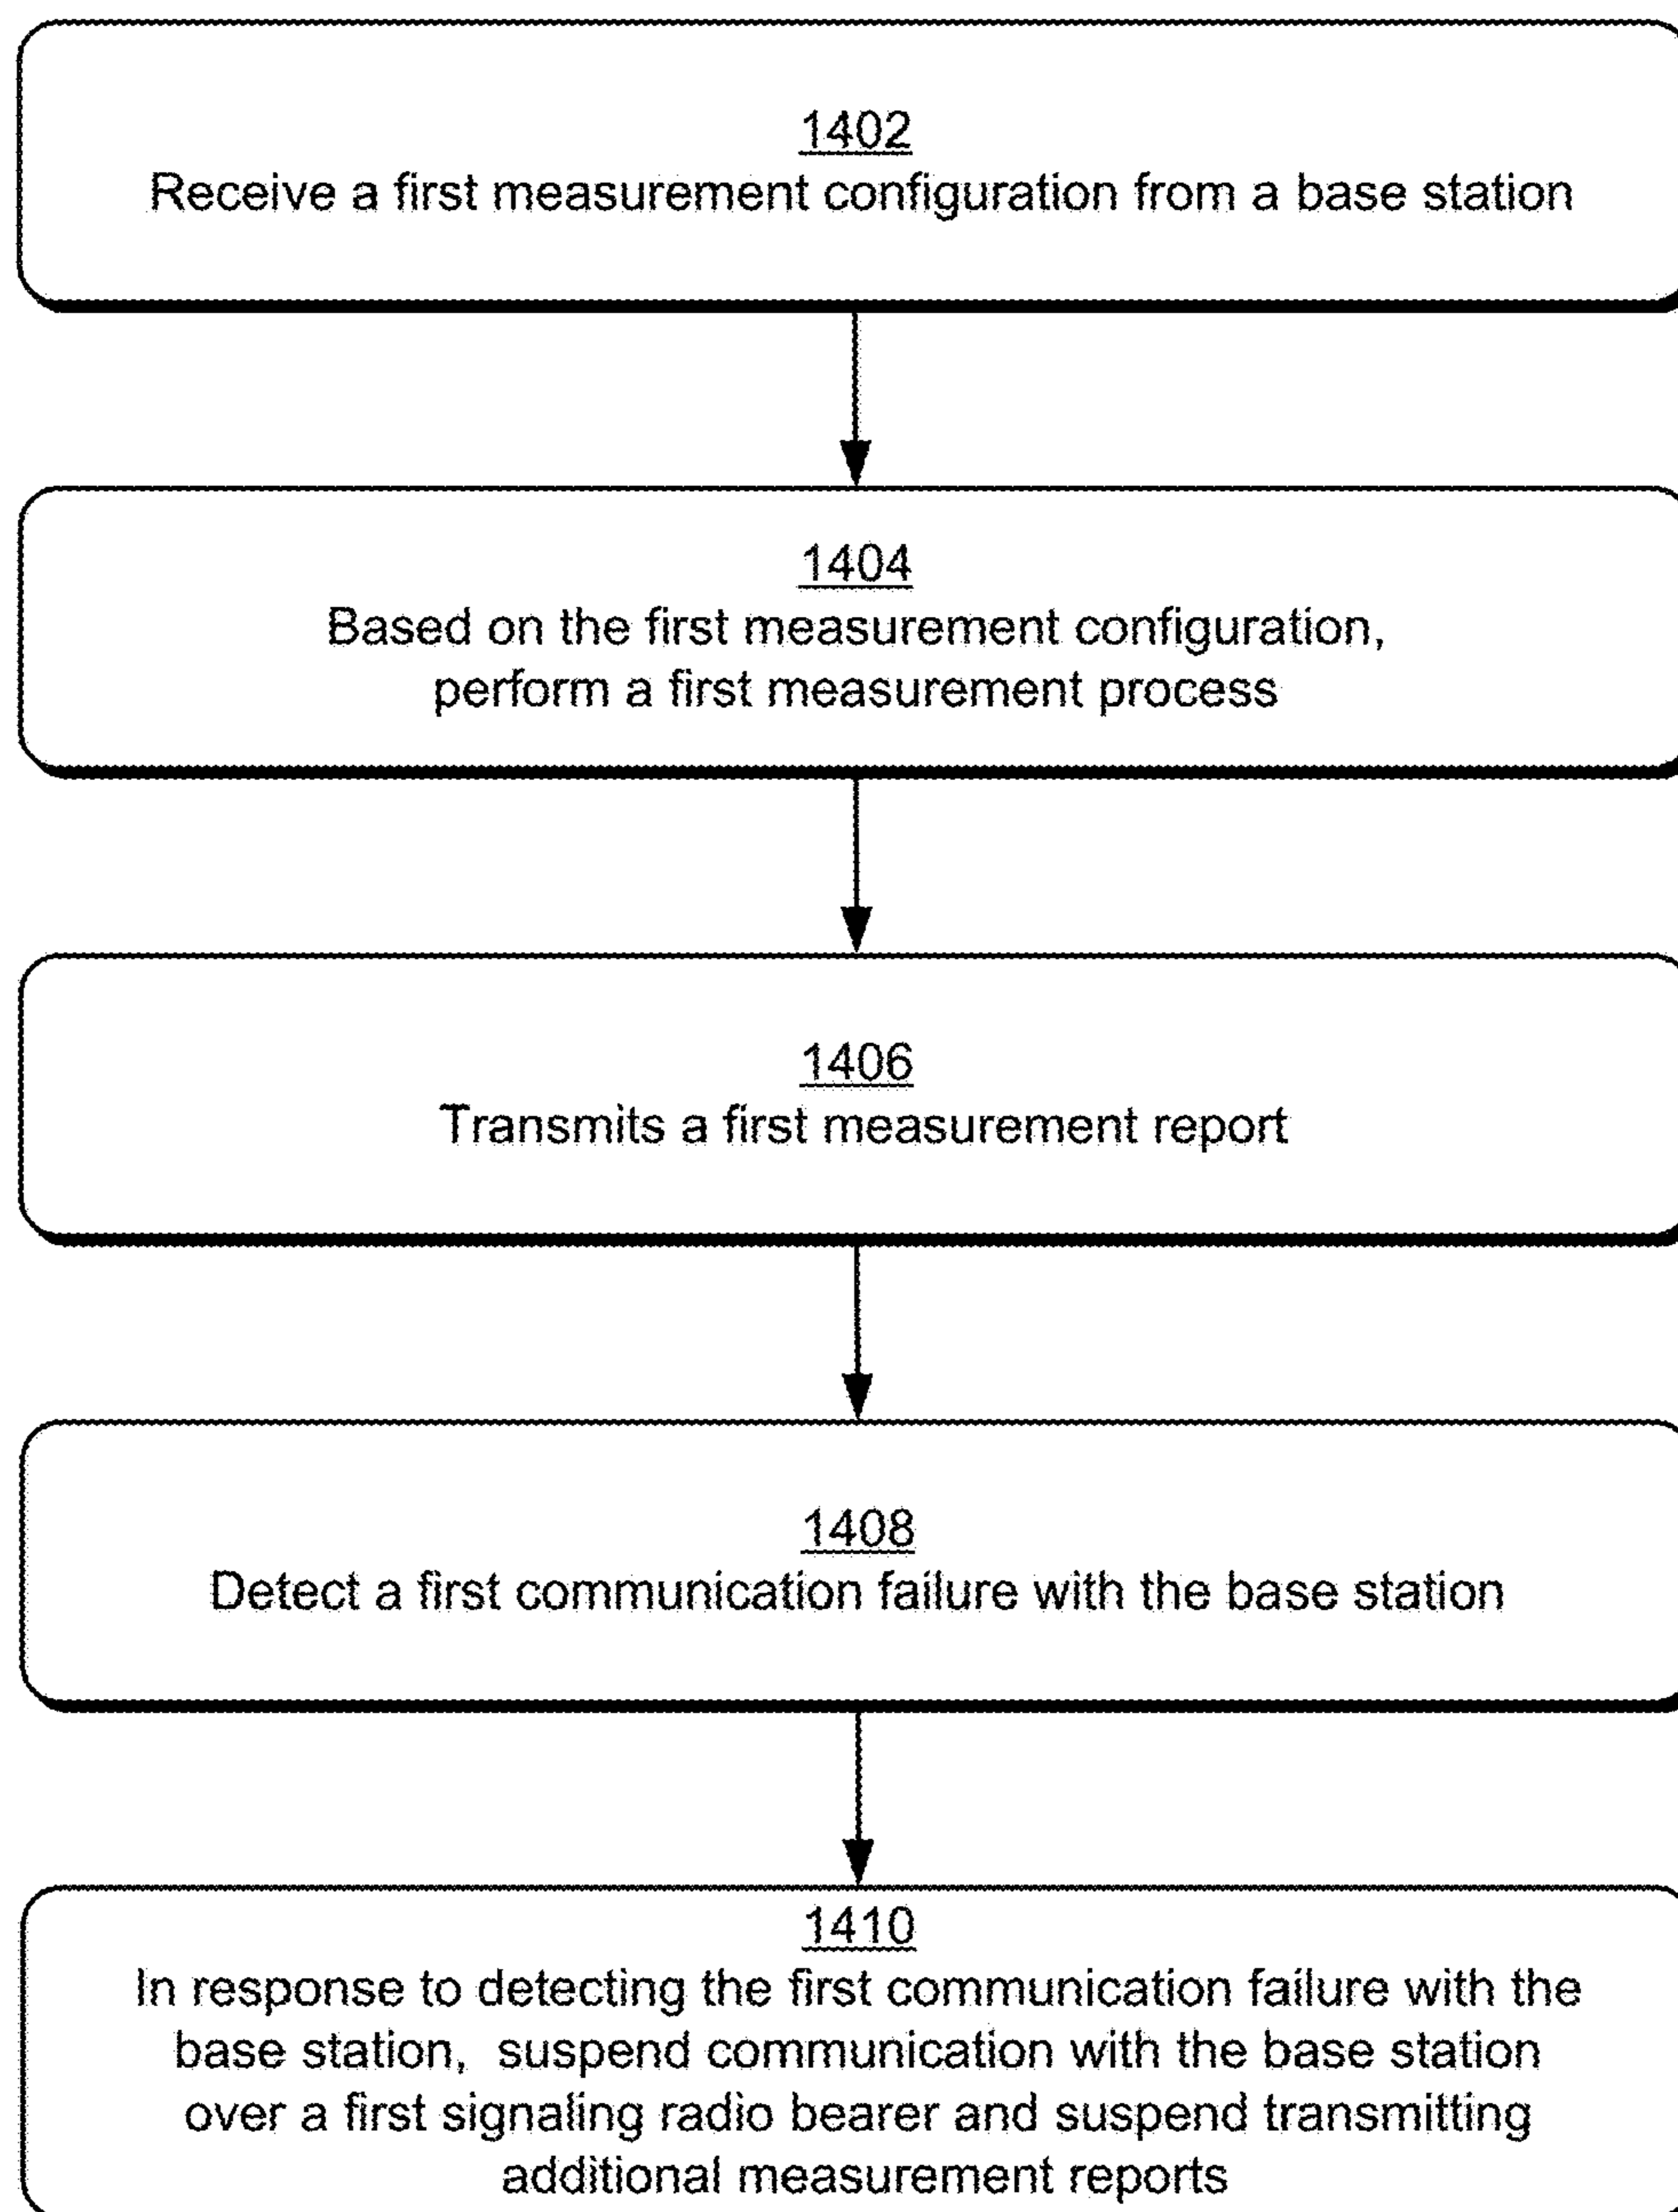 1402
Receive a first measurement configuration from a base station
1404
Based on the first measurement configuration,
perform a first measurement process
1406
Transmits a first measurement report
1408
Detect a first communication failure with the base station
1410
In response to detecting the first communication failure with the
base station, suspend communication with the base station
over a first signaling radio bearer and suspend transmitting
additional measurement reports